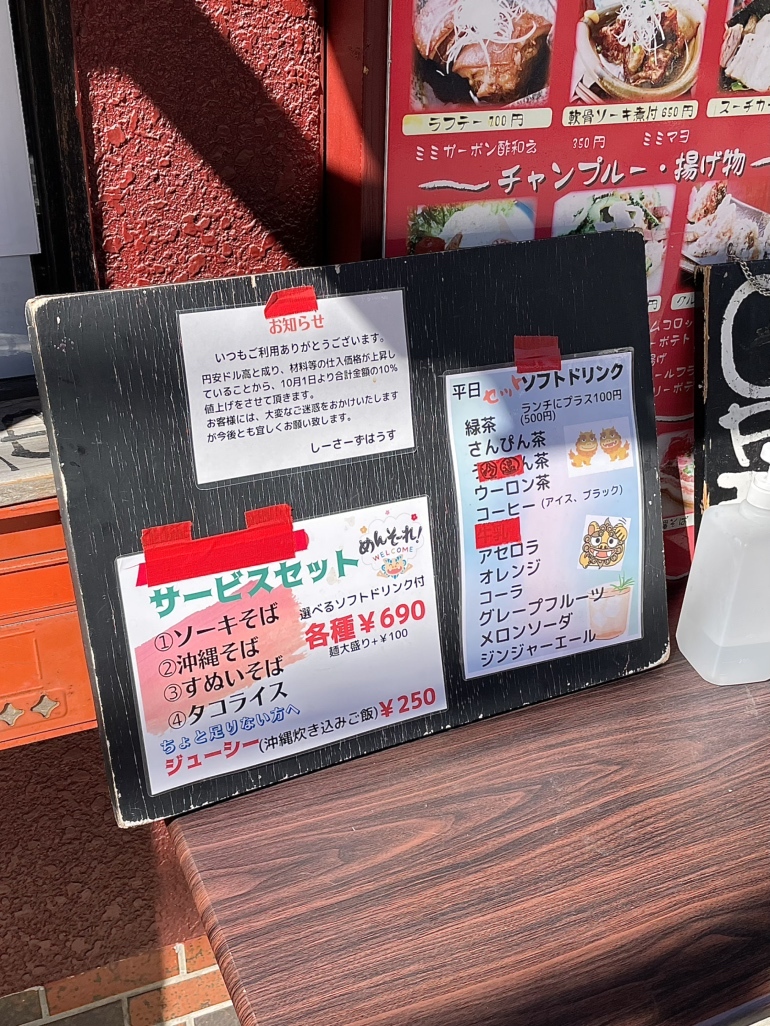 ラフテー 700円
軟骨ソーキ煮付 650円
スーチカ
ミミガーポン酢和え 350円 ミミマヨ
チャンプルー・揚げ物
お知らせ
いつもご利用ありがとうございます。
円安ドル高と成り、材料等の仕入価格が上昇し
ていることから、10月1日より合計金額の10%
値上げをさせて頂きます。
お客様には、大変なご迷惑をおかけいたします
が今後とも宜しくお願い致します。
しーさーずはうす
平日セットソフトドリンク
ランチにプラス100円
(500円)
緑茶
さんぴん茶
ん茶
ウーロン茶
コーヒー (アイス、ブラック)
アセロラ
オレンジ
コーラ
グレープフルーツ
メロンソーダ
ジンジャーエール
めんそーれ!
WELCOME
サービスセット
選べるソフトドリンク付
各種￥690
麺大盛り+￥100
①ソーキそば
②沖縄そば
③すぬいそば
④タコライス
ちょと足りない方へ
ジューシー(沖縄炊き込みご飯)￥250